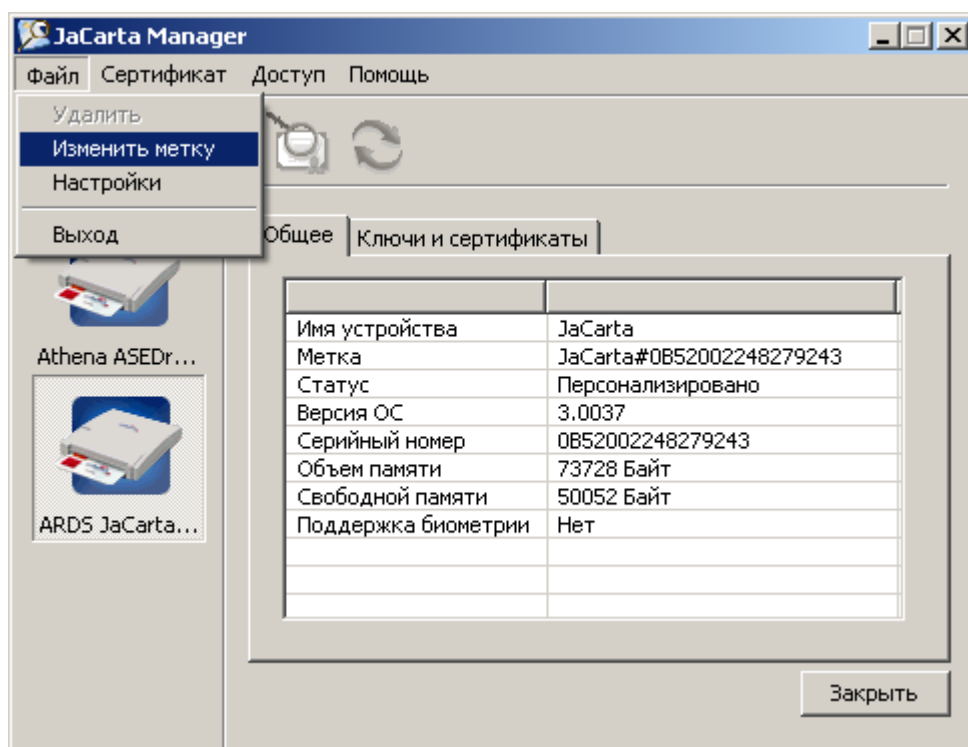 JaCarta Manager
Файл Сертификат Доступ Помощь
Удалить
Изменить метку
Настройки
Выход
Общее Ключи и сертификаты
Athena ASEDr...
ARDS JaCarta...
Имя устройства JaCarta
Метка JaCarta#0B52002248279243
Статус Персонализировано
Версия ОС 3.0037
Серийный номер 0B52002248279243
Объем памяти 73728 Байт
Свободной памяти 50052 Байт
Поддержка биометрии Нет
Закрыть